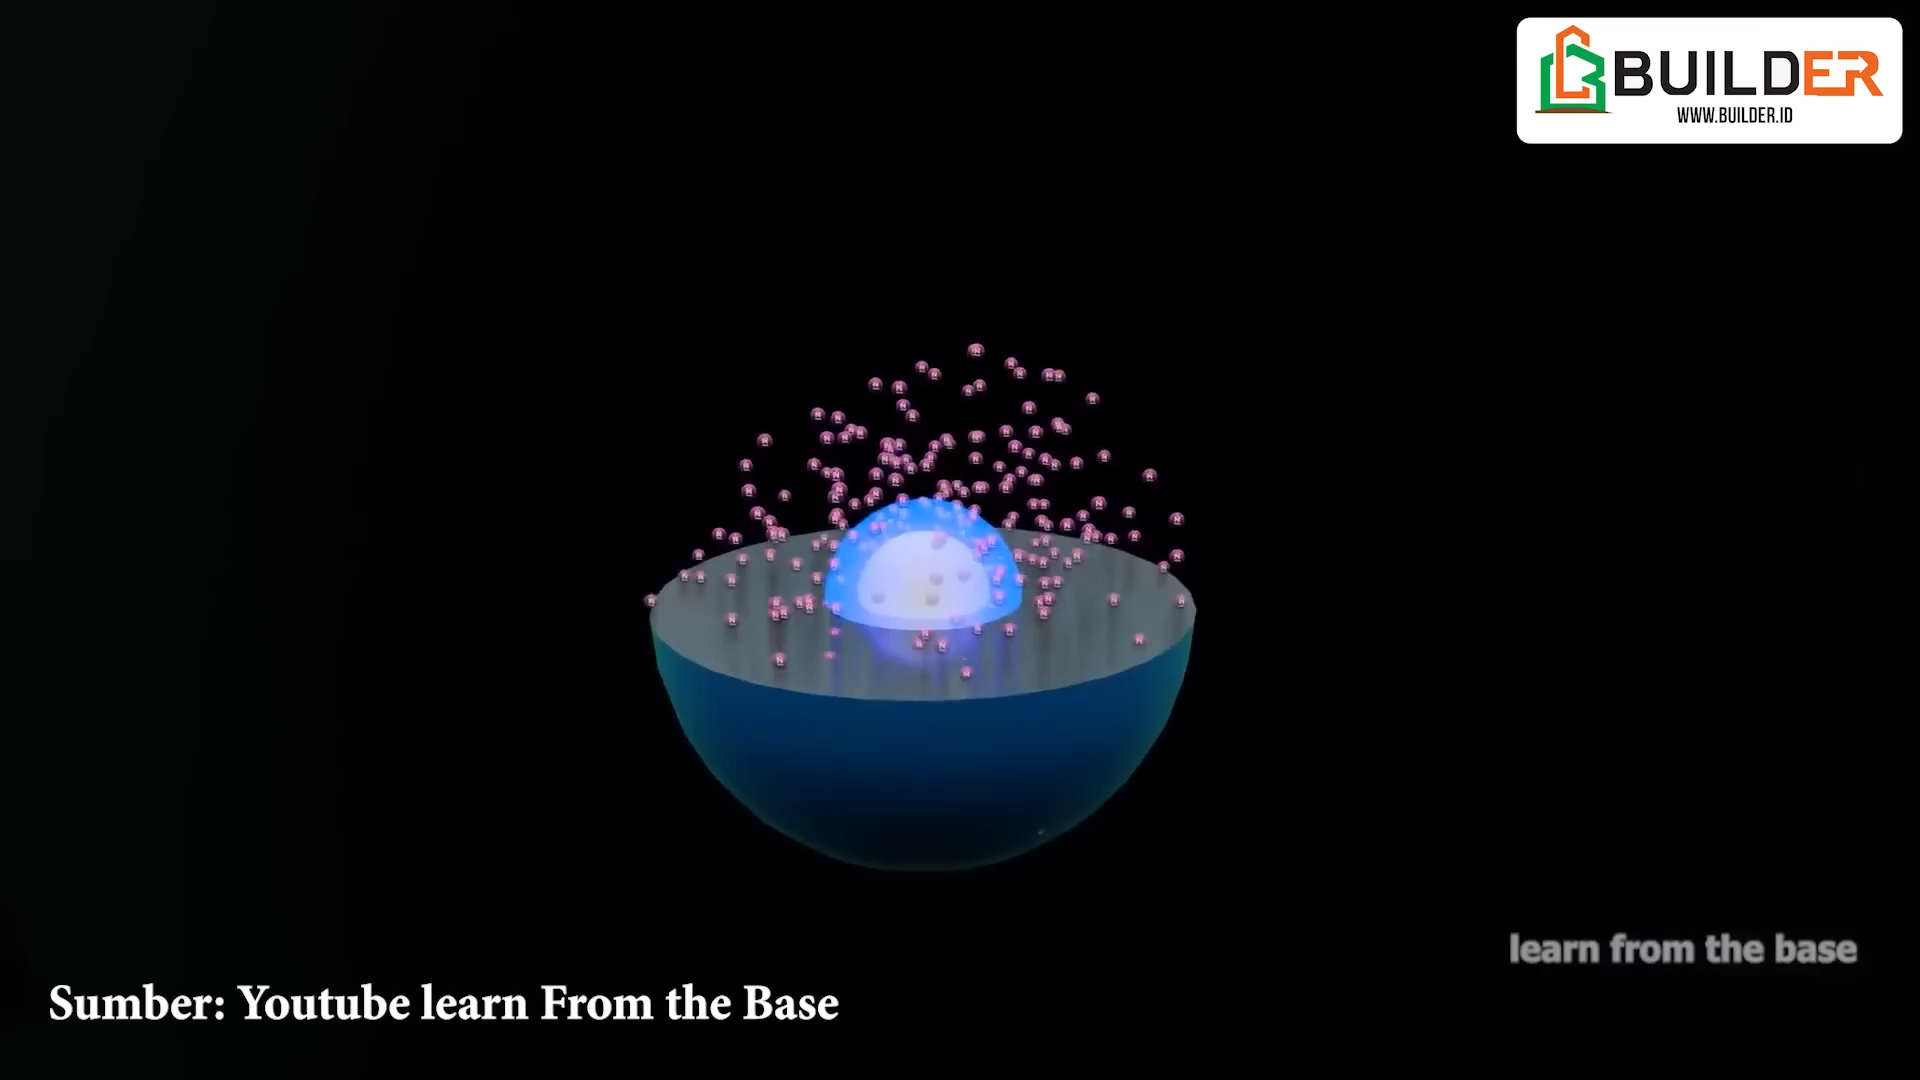 BUILDER
WWW.BUILDER.ID
learn from the base
Sumber: Youtube learn From the Base